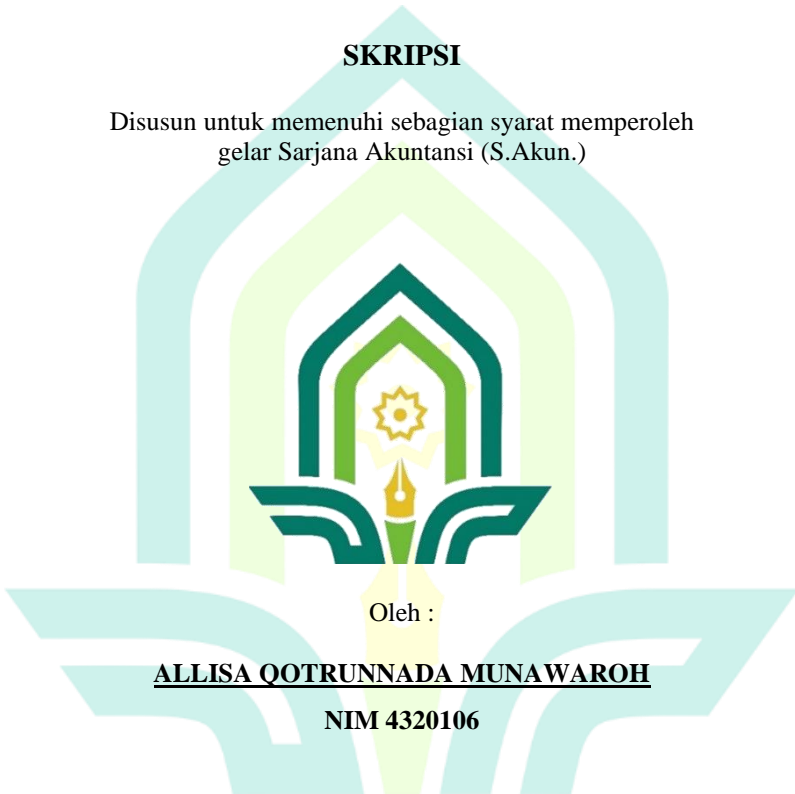 SKRIPSI
Disusun untuk memenuhi sebagian syarat memperoleh
gelar Sarjana Akuntansi (S.Akun.)
Oleh :
ALLISA QOTRUNNADA MUNAWAROH
NIM 4320106